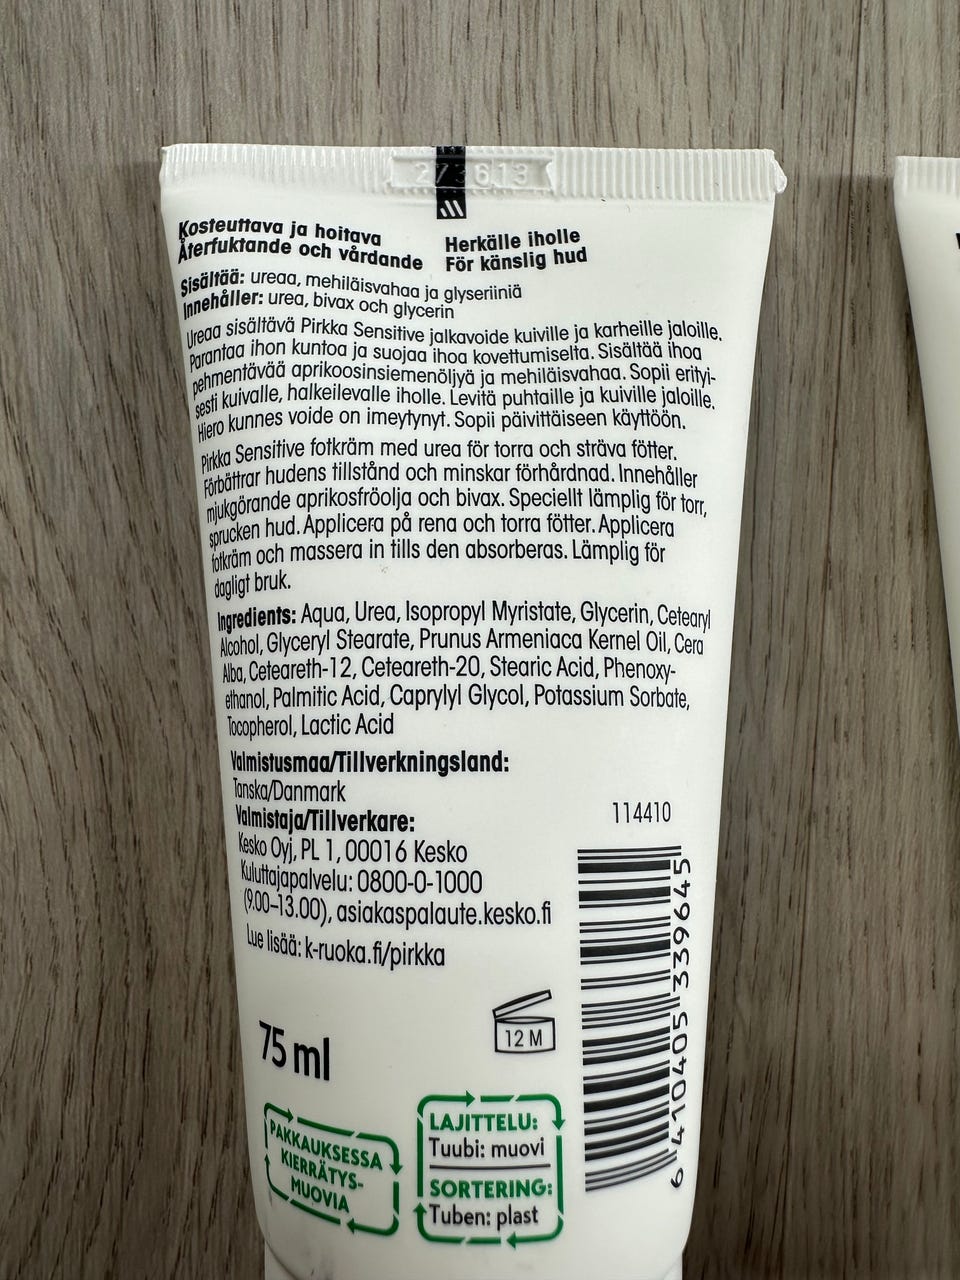 273613
Kosteuttava ja hoitava
Återfuktande och vårdande
Herkälle iholle
För känslig hud
Sisältää: ureaa, mehiläisvahaa ja glyseriiniä
Innehåller: urea, bivax och glycerin
Ureaa sisältävä Pirkka Sensitive jalkavoide kuiville ja karheille jaloille.
Parantaa ihon kuntoa ja suojaa ihoa kovettumiselta. Sisältää ihoa
pehmentävää aprikoosinsiemenöljyä ja mehiläisvahaa. Sopii erityi-
sesti kuivalle, halkeilevalle iholle. Levitä puhtaille ja kuiville jaloille.
Hiero kunnes voide on imeytynyt. Sopii päivittäiseen käyttöön.
Pirkka Sensitive fotkräm med urea för torra och sträva fötter.
Förbättrar hudens tillstånd och minskar förhårdnad. Innehåller
mjukgörande aprikosfröolja och bivax. Speciellt lämplig för torr,
sprucken hud. Applicera på rena och torra fötter. Applicera
fotkräm och massera in tills den absorberas. Lämplig för
dagligt bruk.
Ingredients: Aqua, Urea, Isopropyl Myristate, Glycerin, Cetearyl
Alcohol, Glyceryl Stearate, Prunus Armeniaca Kernel Oil, Cera
Alba, Ceteareth-12, Ceteareth-20, Stearic Acid, Phenoxy-
ethanol, Palmitic Acid, Caprylyl Glycol, Potassium Sorbate,
Tocopherol, Lactic Acid
Valmistusmaa/Tillverkningsland:
Tanska/Danmark
Valmistaja/Tillverkare:
Kesko Oyj, PL 1, 00016 Kesko
Kuluttajapalvelu: 0800-0-1000
(9.00–13.00), asiakaspalaute.kesko.fi
Lue lisää: k-ruoka.fi/pirkka
114410
6 410405 339645
75 ml
12 M
PAKKAUKSESSA
KIERRÄTYS-
MUOVIA
LAJITTELU:
Tuubi: muovi
SORTERING:
Tuben: plast